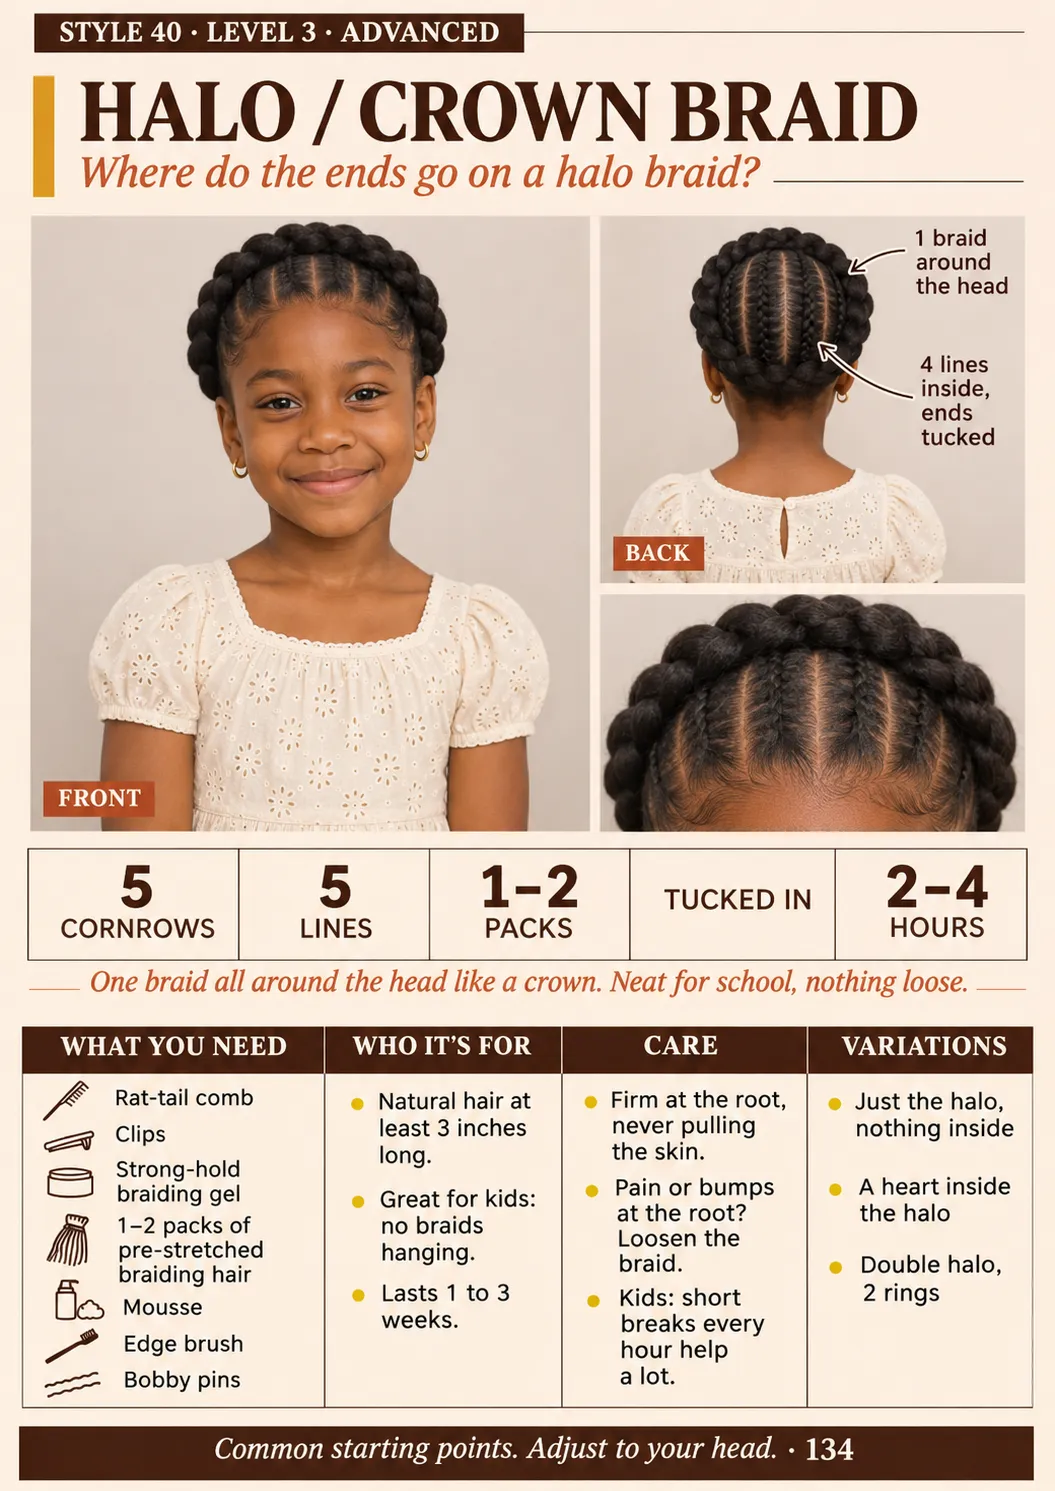 STYLE 40 · LEVEL 3 · ADVANCED
HALO / CROWN BRAID
Where do the ends go on a halo braid?
1 braid
around
the head
4 lines
inside,
ends
tucked
BACK
FRONT
5
CORNROWS
5
LINES
1–2
PACKS
TUCKED IN
2–4
HOURS
One braid all around the head like a crown. Neat for school, nothing loose.
WHAT YOU NEED
Rat-tail comb
Clips
Strong-hold
braiding gel
1–2 packs of
pre-stretched
braiding hair
Mousse
Edge brush
Bobby pins
WHO IT'S FOR
Natural hair at
least 3 inches
long.
Great for kids:
no braids
hanging.
Lasts 1 to 3
weeks.
CARE
Firm at the root,
never pulling
the skin.
Pain or bumps
at the root?
Loosen the
braid.
Kids: short
breaks every
hour help
a lot.
VARIATIONS
Just the halo,
nothing inside
A heart inside
the halo
Double halo,
2 rings
Common starting points. Adjust to your head. · 134